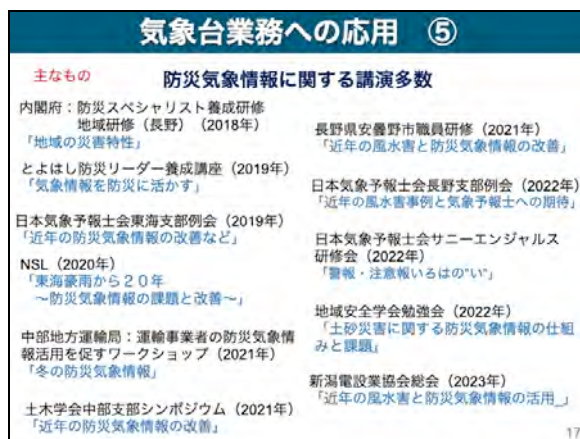 気象台業務への応用　⑤
主なもの
防災気象情報に関する講演多数
内閣府：防災スペシャリスト養成研修
地域研修（長野）（2018年）
「地域の災害特性」
とよはし防災リーダー養成講座（2019年）
「気象情報を防災に活かす」
日本気象予報士会東海支部例会（2019年）
「近年の防災気象情報の改善など」
NSL（2020年）
「東海豪雨から２０年
～防災気象情報の課題と改善～」
中部地方運輸局：運輸事業者の防災気象情
報活用を促すワークショップ（2021年）
「冬の防災気象情報」
土木学会中部支部シンポジウム（2021年）
「近年の防災気象情報の改善」
長野県安曇野市職員研修（2021年）
「近年の風水害と防災気象情報の改善」
日本気象予報士会長野支部例会（2022年）
「近年の風水害事例と気象予報士への期待」
日本気象予報士会サニーエンジャルス
研修会（2022年）
「警報・注意報いろはの"い"」
地域安全学会勉強会（2022年）
「土砂災害に関する防災気象情報の仕組
みと課題」
新潟電設業協会総会（2023年）
「近年の風水害と防災気象情報の活用_」
17